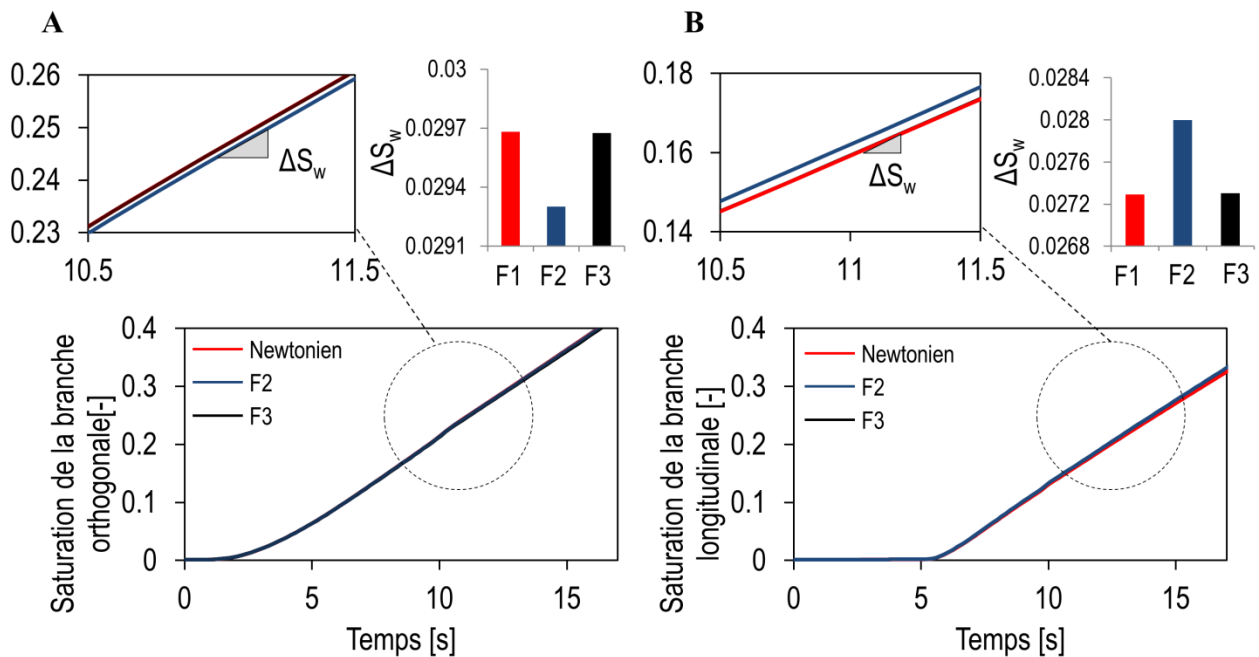 A
0.26
0.25
0.24
0.23
10.5
11.5
ΔSw
ΔSw
0.03
0.0297
0.0294
0.0291
F1
F2
F3
Saturation de la branche
orthogonale[-]
0.4
0.3
0.2
0.1
0
Newtonien
F2
F3
0
5
10
15
Temps [s]
B
0.18
0.16
0.14
10.5
11
11.5
ΔSw
ΔSw
0.0284
0.028
0.0276
0.0272
0.0268
F1
F2
F3
Saturation de la branche
longitudinale [-]
0.4
0.3
0.2
0.1
0
Newtonien
F2
F3
0
5
10
15
Temps [s]